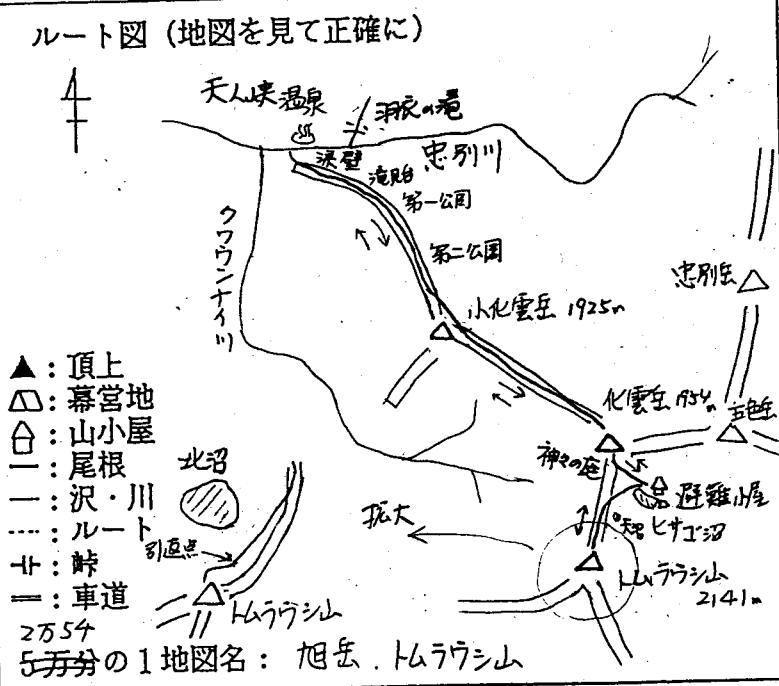 ルート図（地図を見て正確に）
天人峡温泉
羽衣の滝
涙壁
忠別川
滝見台
第一公園
第二公園
クワウンナイ川
忠別岳
小化雲岳 1925m
▲：頂上
：幕営地
：山小屋
―：尾根
―：沢・川
----：ルート
：峠
＝：車道
化雲岳 1954m
五色岳
神々の庭
避難小屋
ヒサゴ沼
北沼
拡大
引返点
トムラウシ山
トムラウシ山
2141m
2万54
5万分の1地図名： 旭岳．トムラウシ山